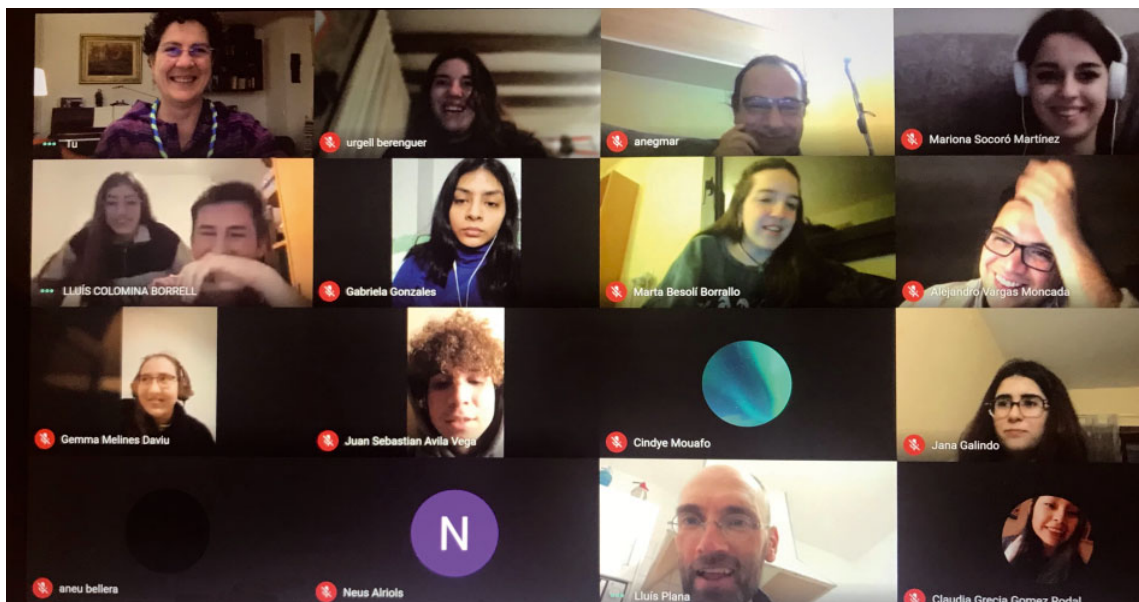 Tu
urgell berenguer
anegmar
Mariona Socoró Martínez
LLUÍS COLOMINA BORRELL
Gabriela Gonzales
Marta Besolí Borrallo
Alejandro Vargas Moncada
Gemma Melines Daviu
Juan Sebastian Avila Vega
Cindye Mouafo
Jana Galindo
aneu bellera
N
Neus Alriols
Lluís Plana
Claudia Grecia Gomez Rodal